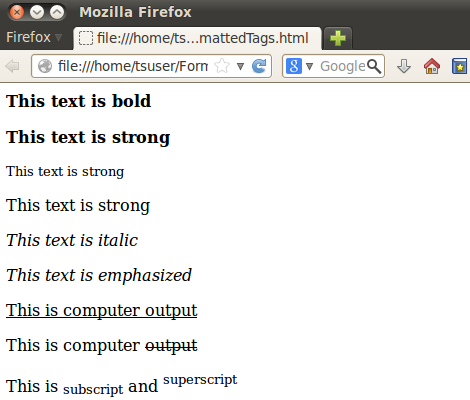 Mozilla Firefox
Firefox
file:///home/ts...mattedTags.html
file:///home/tsuser/Form
Google
This text is bold
This text is strong
This text is strong
This text is strong
This text is italic
This text is emphasized
This is computer output
This is computer output
This is subscript and superscript